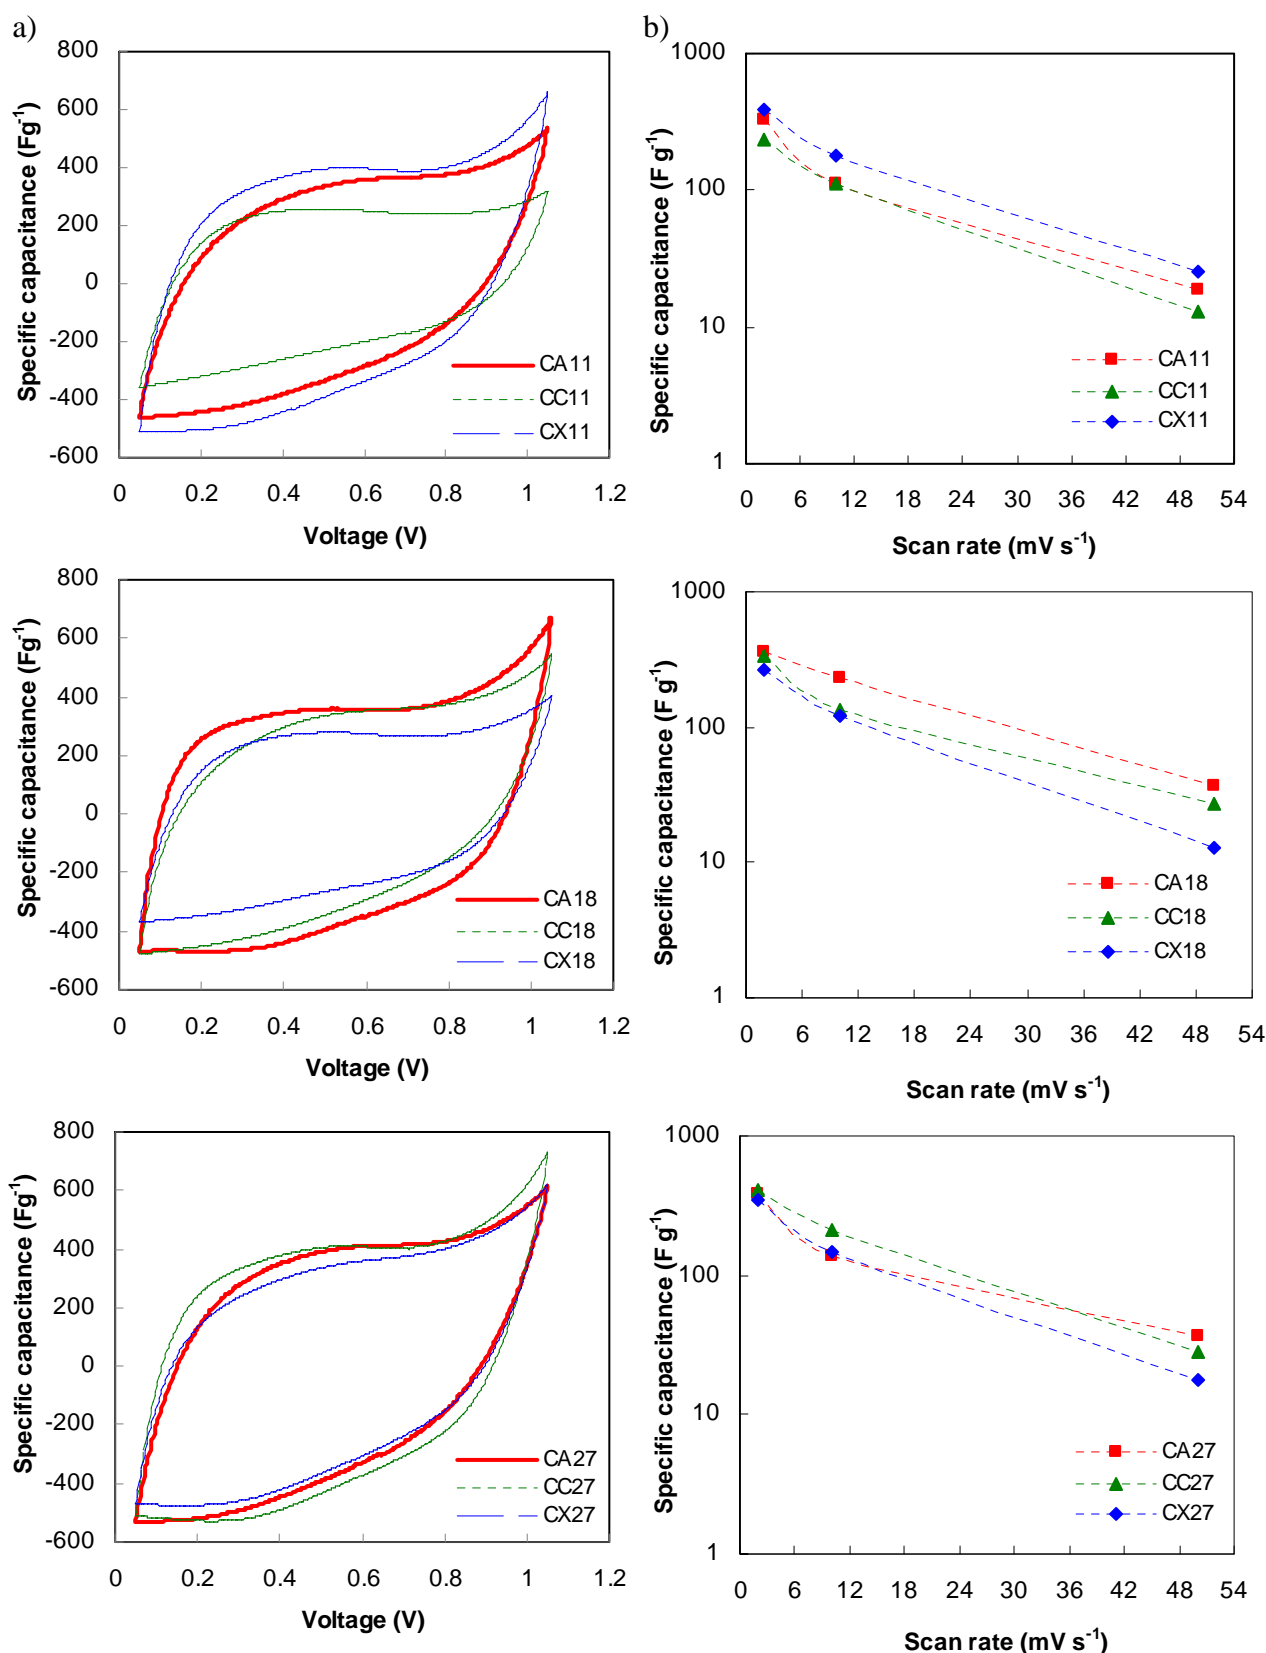 a)
800
600
400
200
0
-200
-400
-600
0 0.2 0.4 0.6 0.8 1 1.2
Specific capacitance (Fg-1)
Voltage (V)
CA11
CC11
CX11
b)
1000
100
10
1
0 6 12 18 24 30 36 42 48 54
Specific capacitance (F g-1)
Scan rate (mV s-1)
CA11
CC11
CX11
800
600
400
200
0
-200
-400
-600
0 0.2 0.4 0.6 0.8 1 1.2
Specific capacitance (Fg-1)
Voltage (V)
CA18
CC18
CX18
1000
100
10
1
0 6 12 18 24 30 36 42 48 54
Specific capacitance (F g-1)
Scan rate (mV s-1)
CA18
CC18
CX18
800
600
400
200
0
-200
-400
-600
0 0.2 0.4 0.6 0.8 1 1.2
Specific capacitance (Fg-1)
Voltage (V)
CA27
CC27
CX27
1000
100
10
1
0 6 12 18 24 30 36 42 48 54
Specific capacitance (F g-1)
Scan rate (mV s-1)
CA27
CC27
CX27